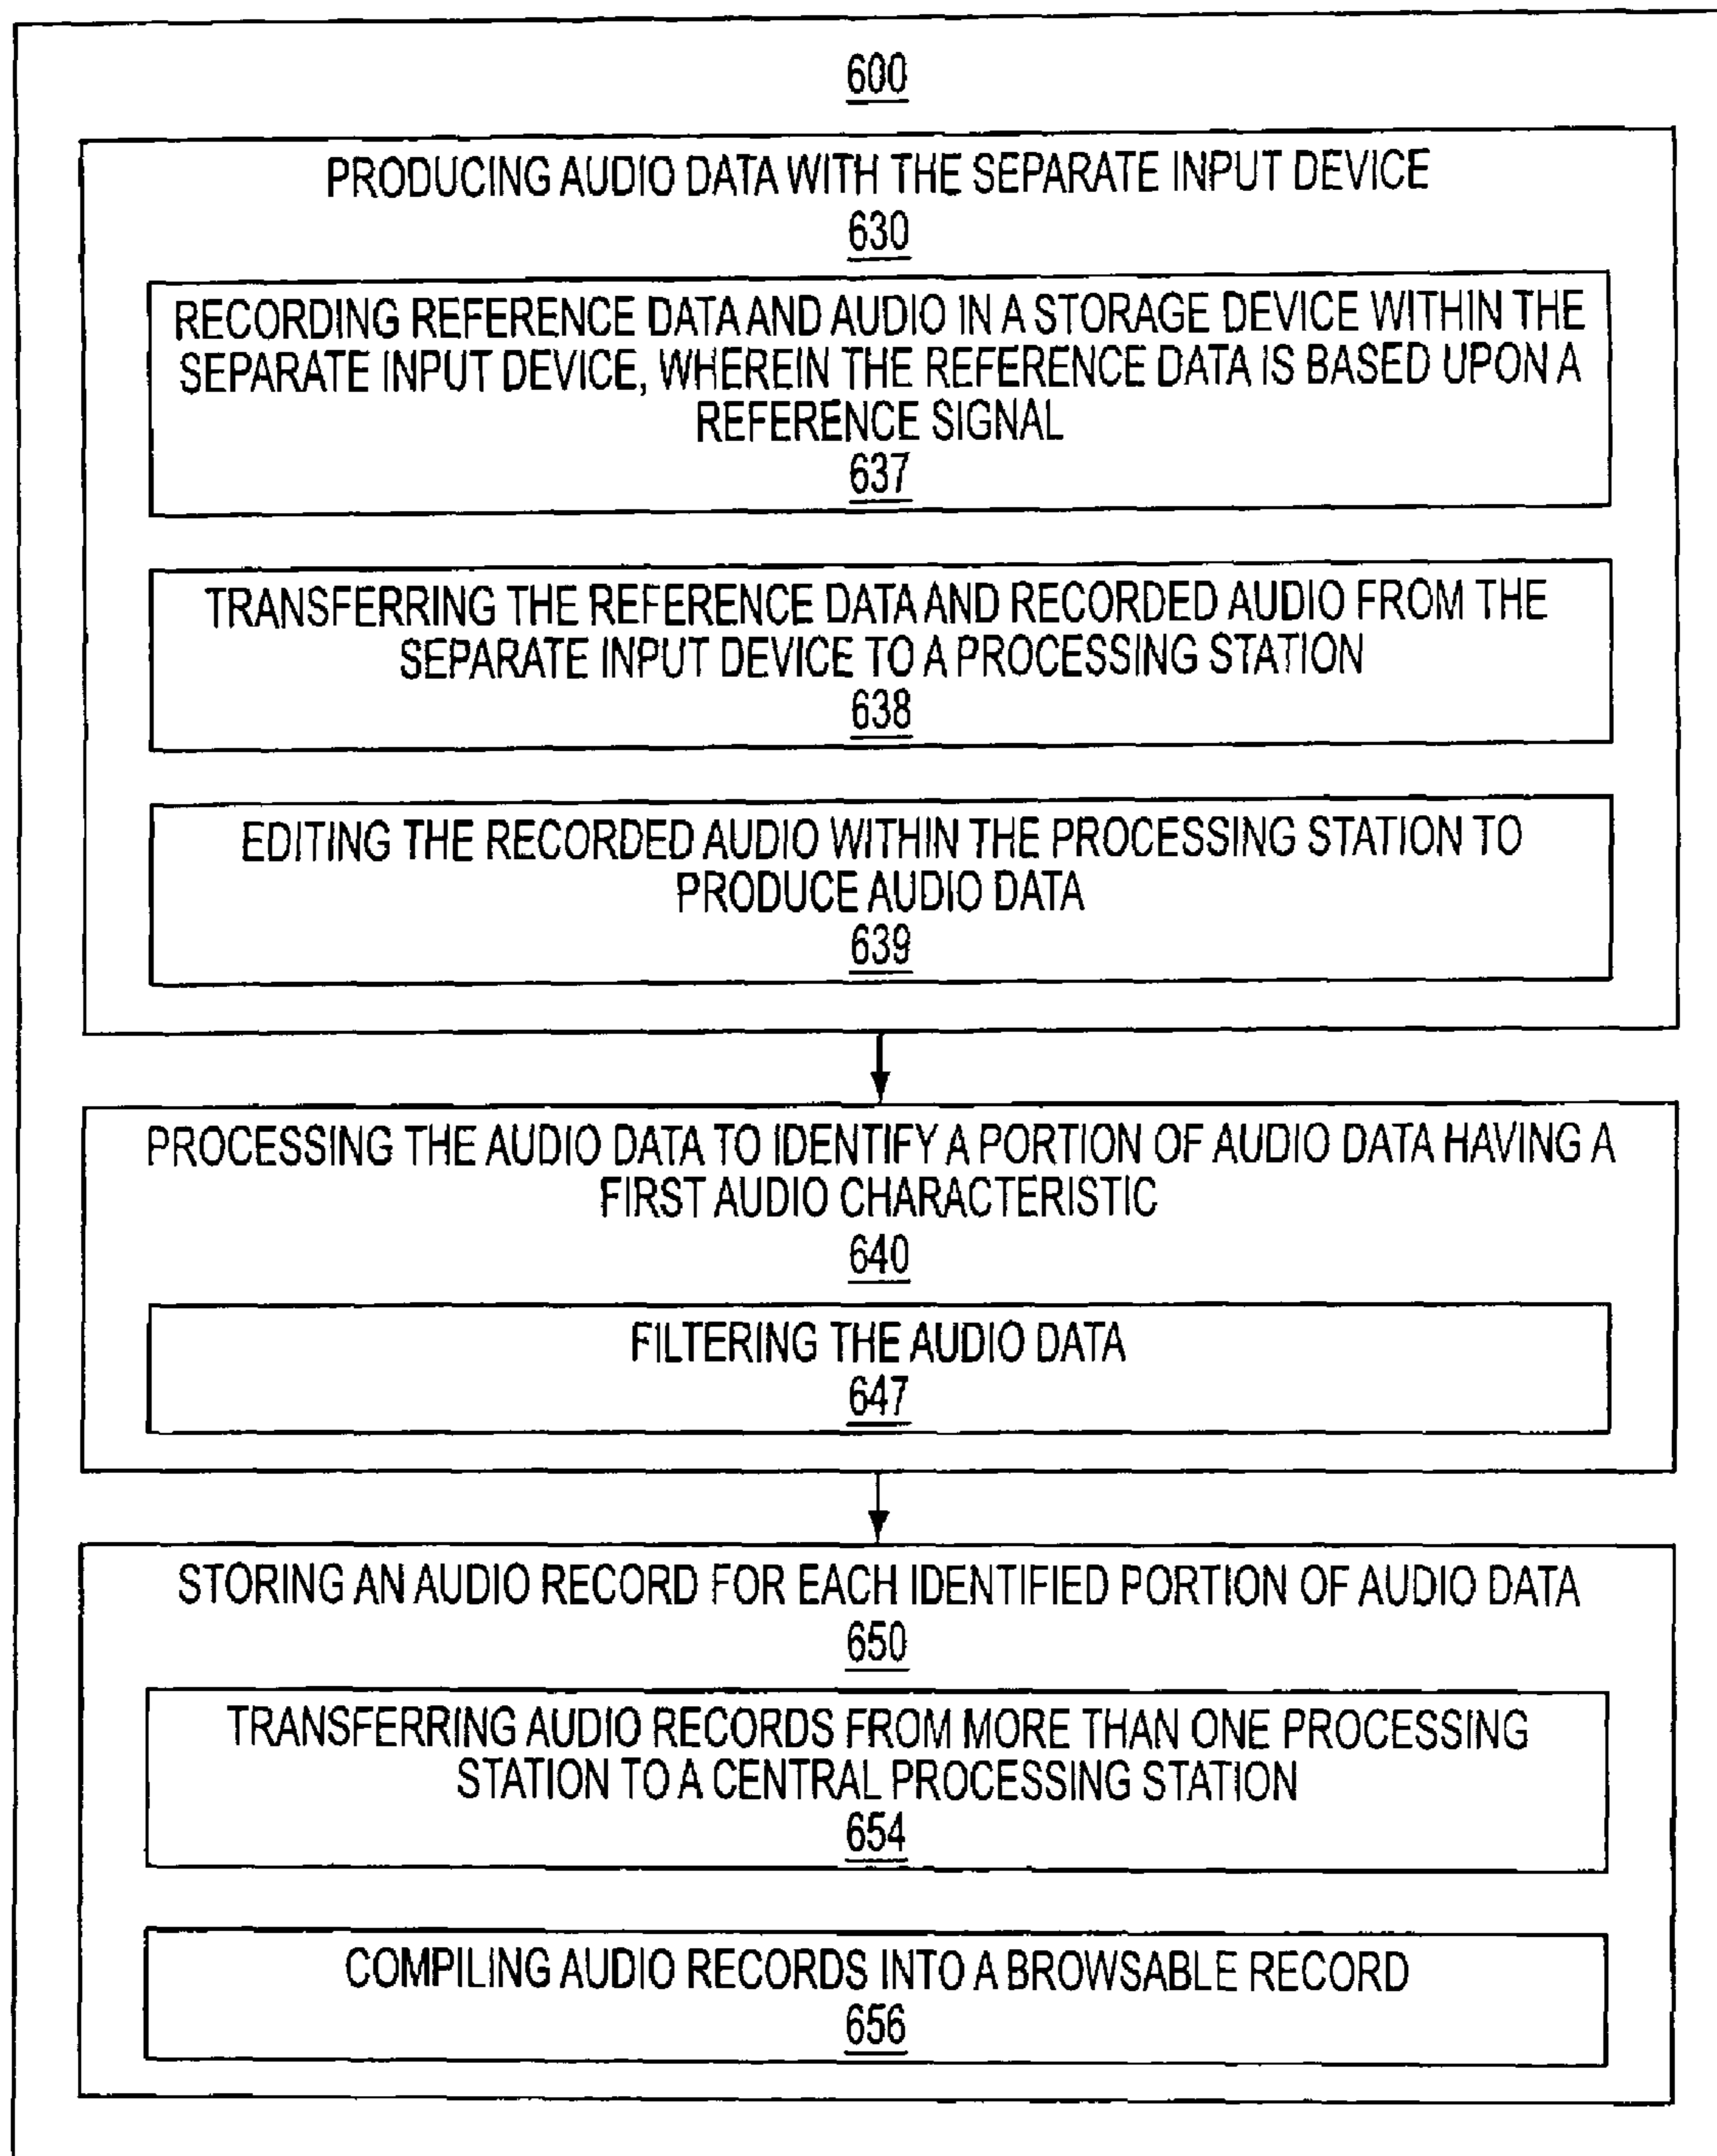 600
PRODUCING AUDIO DATA WITH THE SEPARATE INPUT DEVICE
630
RECORDING REFERENCE DATA AND AUDIO IN A STORAGE DEVICE WITHIN THE
SEPARATE INPUT DEVICE, WHEREIN THE REFERENCE DATA IS BASED UPON A
REFERENCE SIGNAL
637
TRANSFERRING THE REFERENCE DATA AND RECORDED AUDIO FROM THE
SEPARATE INPUT DEVICE TO A PROCESSING STATION
638
EDITING THE RECORDED AUDIO WITHIN THE PROCESSING STATION TO
PRODUCE AUDIO DATA
639
PROCESSING THE AUDIO DATA TO IDENTIFY A PORTION OF AUDIO DATA HAVING A
FIRST AUDIO CHARACTERISTIC
640
FILTERING THE AUDIO DATA
647
STORING AN AUDIO RECORD FOR EACH IDENTIFIED PORTION OF AUDIO DATA
650
TRANSFERRING AUDIO RECORDS FROM MORE THAN ONE PROCESSING
STATION TO A CENTRAL PROCESSING STATION
654
COMPILING AUDIO RECORDS INTO A BROWSABLE RECORD
656